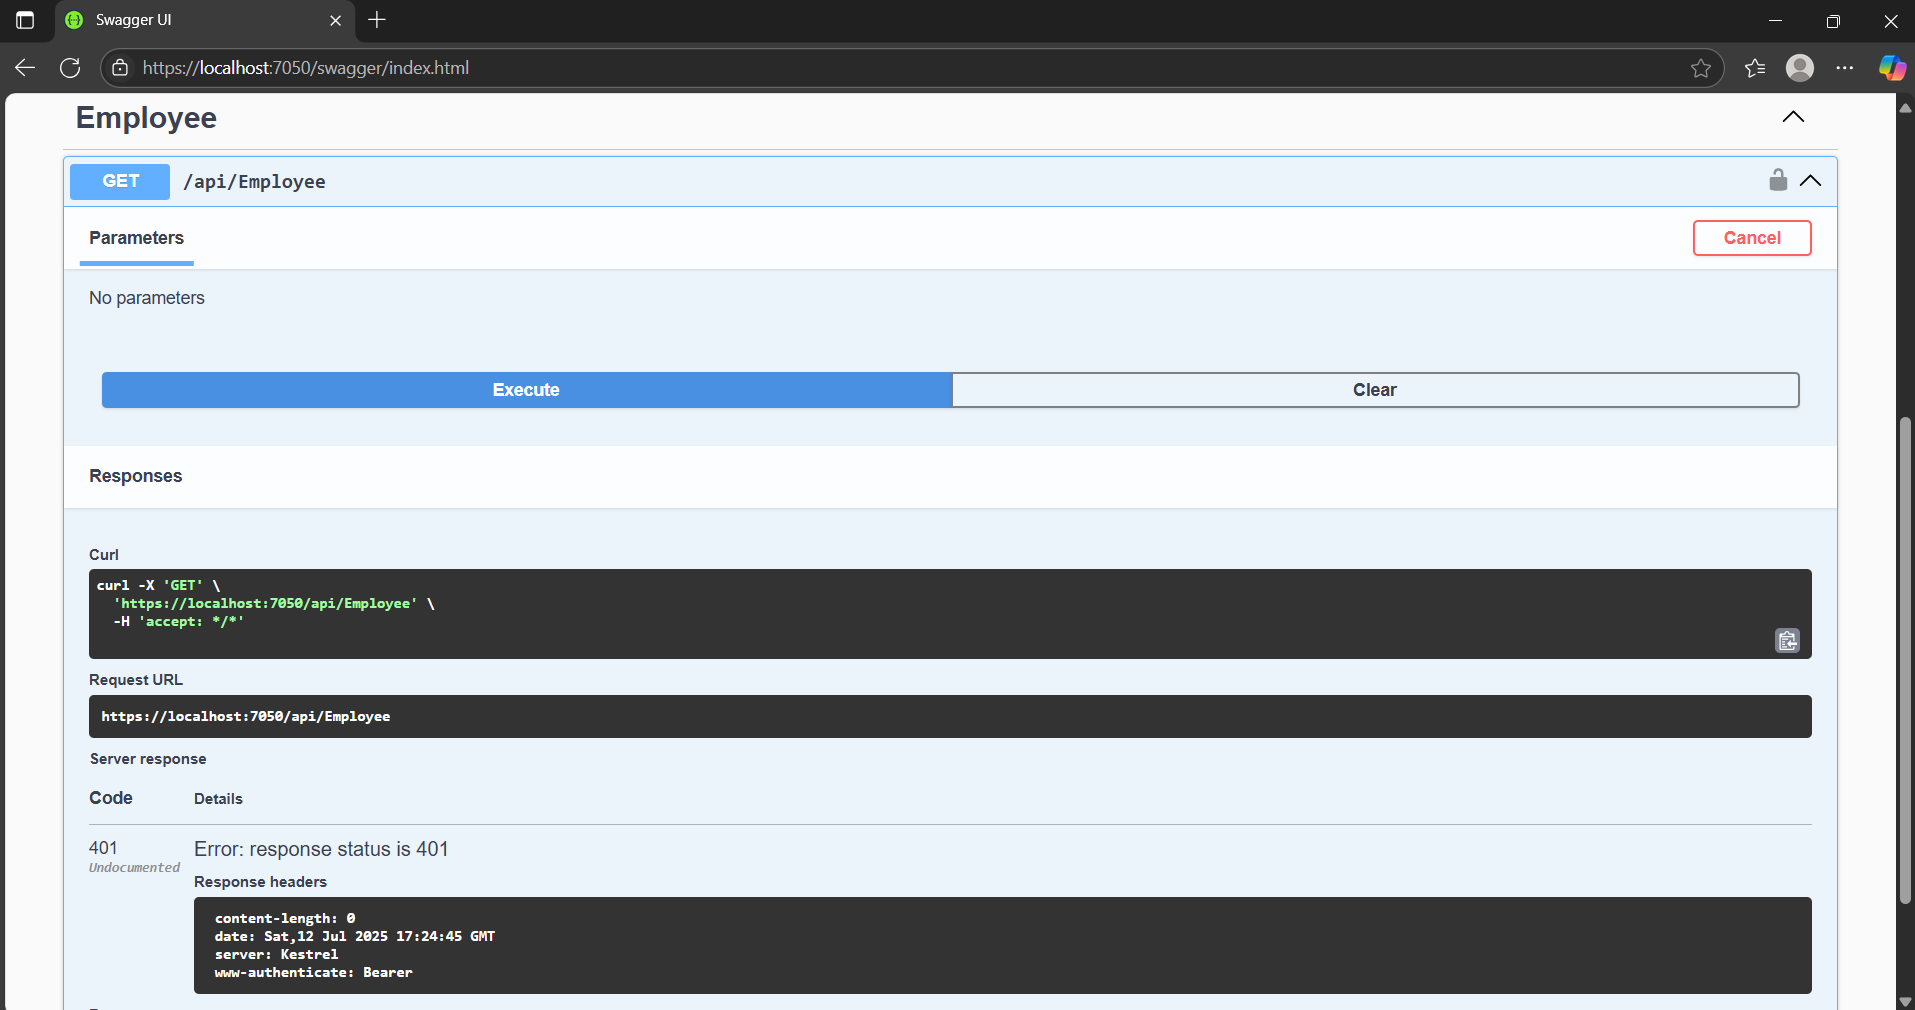 Swagger UI
https://localhost:7050/swagger/index.html
Employee
GET /api/Employee
Parameters
Cancel
No parameters
Execute
Clear
Responses
Curl
curl -X 'GET' \
'https://localhost:7050/api/Employee' \
-H 'accept: */*'
Request URL
https://localhost:7050/api/Employee
Server response
Code Details
401 Error: response status is 401
Undocumented
Response headers
content-length: 0
date: Sat,12 Jul 2025 17:24:45 GMT
server: Kestrel
www-authenticate: Bearer